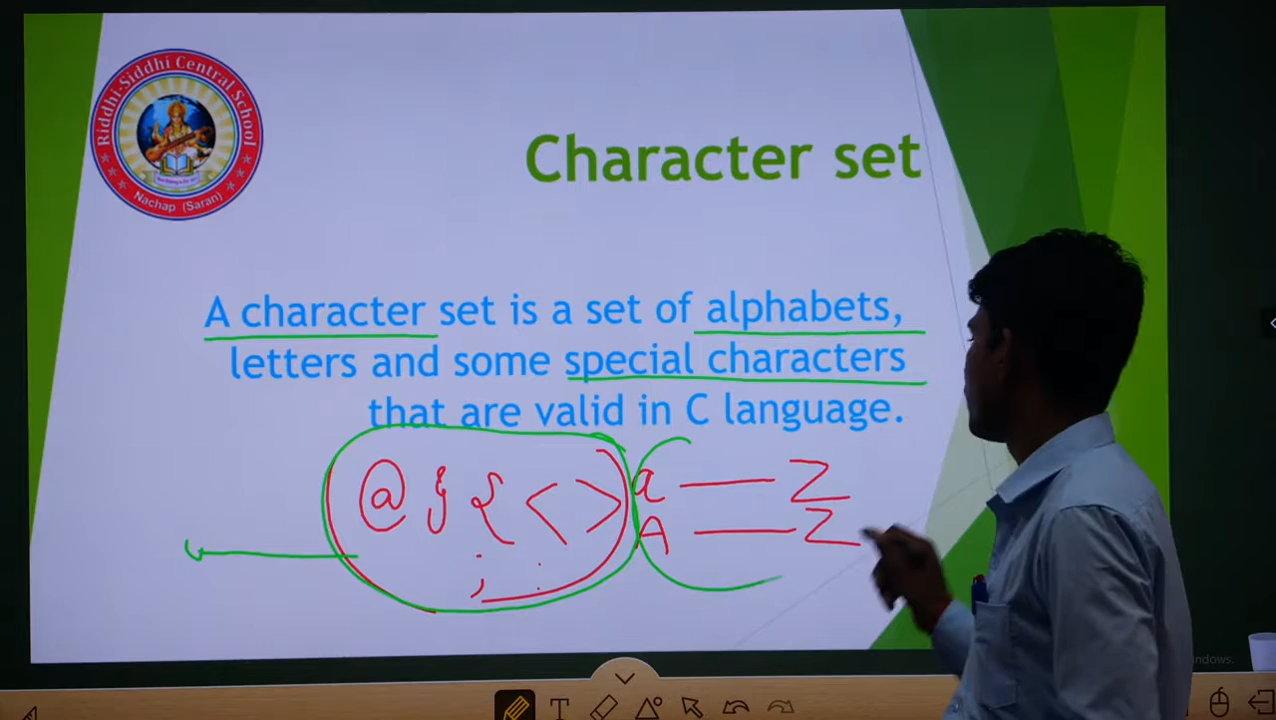 Riddhi-Siddhi Central School
Nachap (Saran)
Character set
A character set is a set of alphabets,
letters and some special characters
that are valid in C language.
@ } { < > a — Z
A — Z
; :
T
ndows.